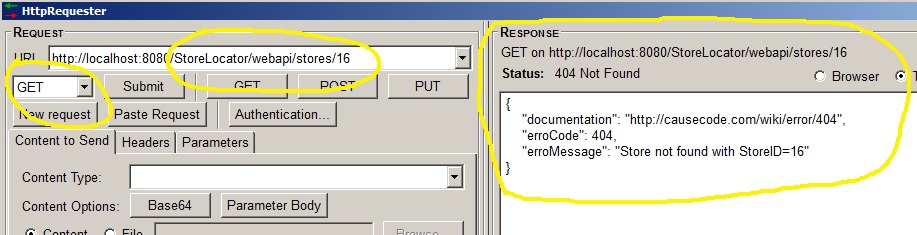 HttpRequester
REQUEST
URL http://localhost:8080/StoreLocator/webapi/stores/16
GET Submit GET POST PUT
New request Paste Request Authentication...
Content to Send Headers Parameters
Content Type:
Content Options: Base64 Parameter Body
Content File Browse...
RESPONSE
GET on http://localhost:8080/StoreLocator/webapi/stores/16
Status: 404 Not Found
Browser
{
"documentation": "http://causecode.com/wiki/error/404",
"erroCode": 404,
"erroMessage": "Store not found with StoreID=16"
}